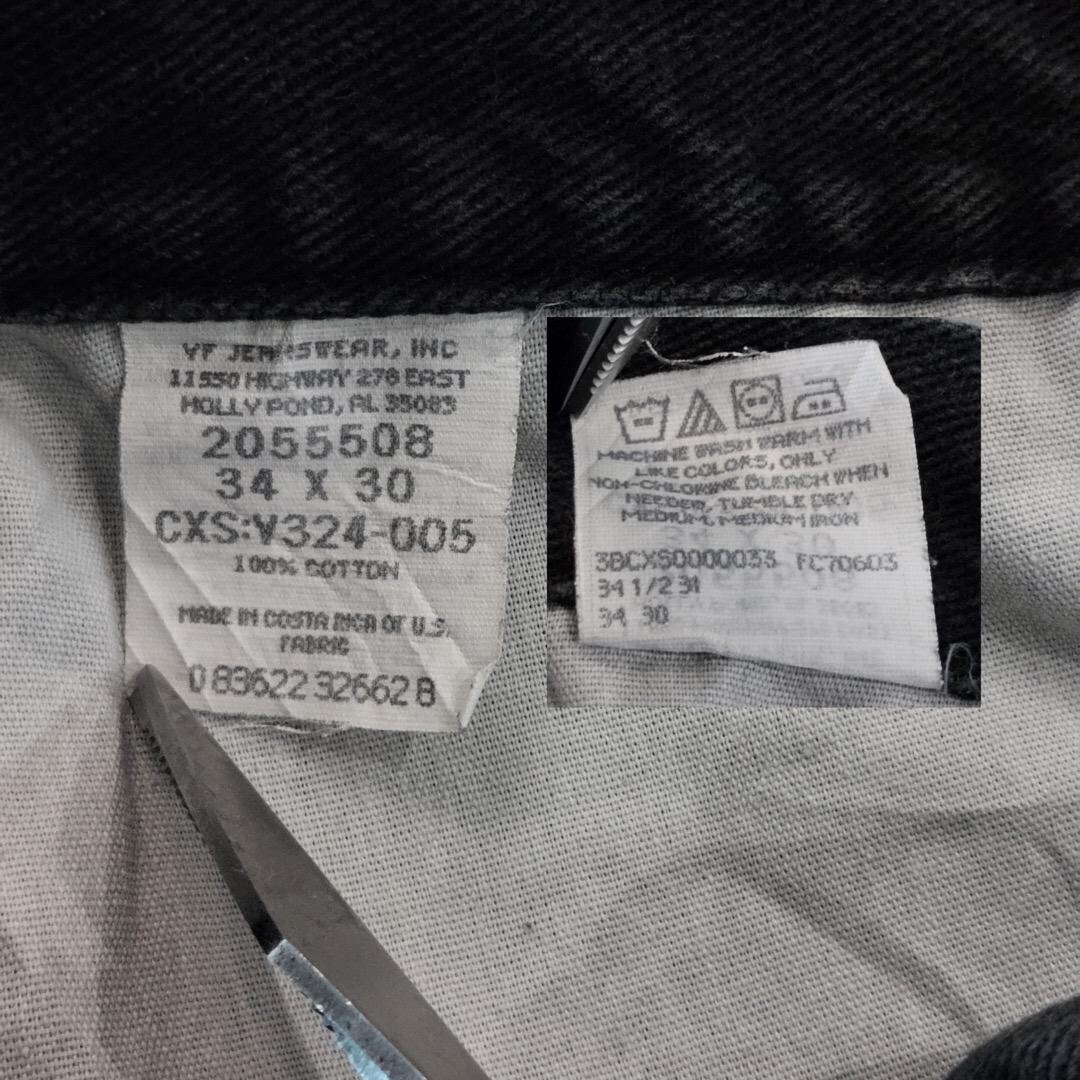 VF JEANSWEAR, INC
11550 HIGHWAY 278 EAST
HOLLY POND, AL 35083
2055508
34 X 30
CXS:V324-005
100% COTTON
MADE IN COSTA RICA OF U.S.
FABRIC
0 83622 32662 8
MACHINE WASH WARM WITH
LIKE COLORS, ONLY
NON-CHLORINE BLEACH WHEN
NEEDED, TUMBLE DRY
MEDIUM, MEDIUM IRON
3BCXS0000033 FC70603
34 1/2 31
34 30